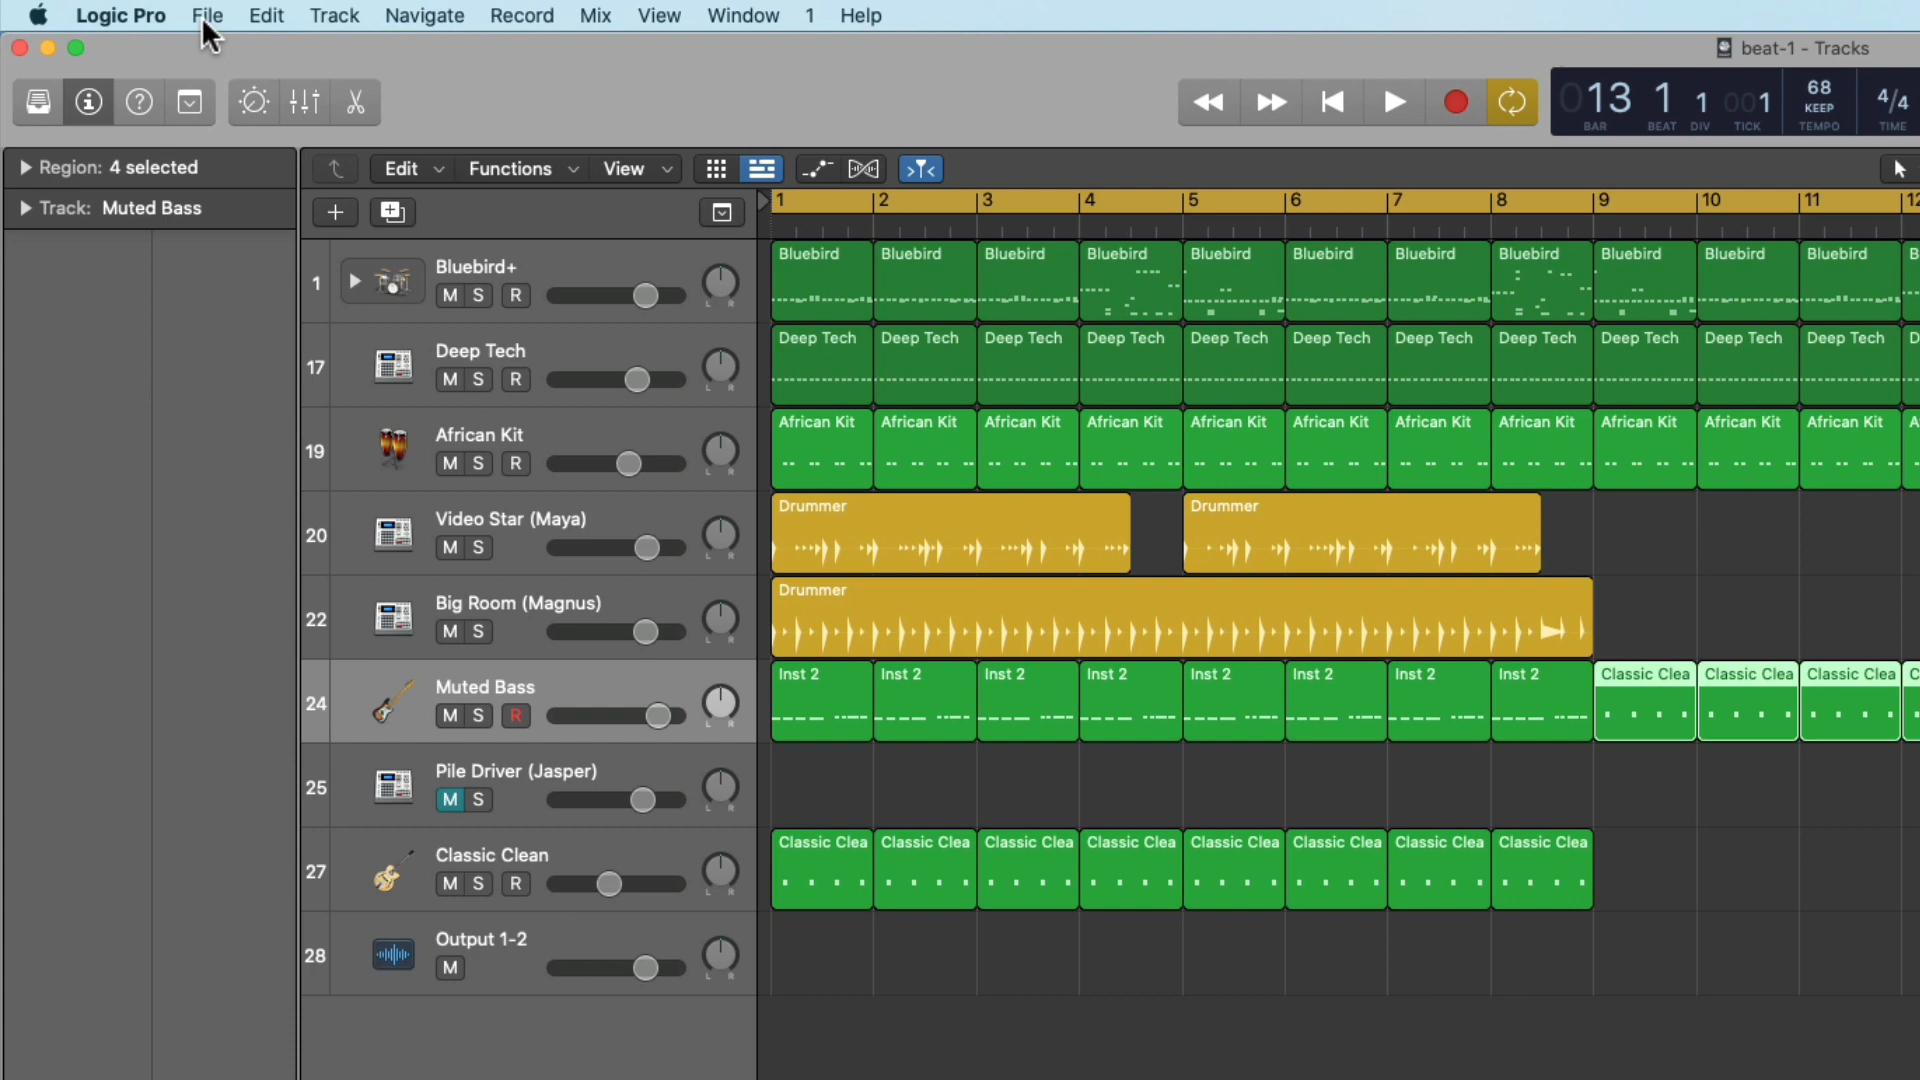 Logic Pro File Edit Track Navigate Record Mix View Window 1 Help
beat-1 - Tracks
013 1 1 001 68 KEEP 4/4
BAR BEAT DIV TICK TEMPO TIME
Region: 4 selected
Edit Functions View
Track: Muted Bass
1 2 3 4 5 6 7 8 9 10 11 12
1 Bluebird+
M S R L R
Bluebird Bluebird Bluebird Bluebird Bluebird Bluebird Bluebird Bluebird Bluebird Bluebird Bluebird B
17 Deep Tech
M S R L R
Deep Tech Deep Tech Deep Tech Deep Tech Deep Tech Deep Tech Deep Tech Deep Tech Deep Tech Deep Tech Deep Tech D
19 African Kit
M S R L R
African Kit African Kit African Kit African Kit African Kit African Kit African Kit African Kit African Kit African Kit African Kit A
20 Video Star (Maya)
M S L R
Drummer Drummer
22 Big Room (Magnus)
M S L R
Drummer
24 Muted Bass
M S R L R
Inst 2 Inst 2 Inst 2 Inst 2 Inst 2 Inst 2 Inst 2 Inst 2 Classic Clea Classic Clea Classic Clea C
25 Pile Driver (Jasper)
M S L R
27 Classic Clean
M S R L R
Classic Clea Classic Clea Classic Clea Classic Clea Classic Clea Classic Clea Classic Clea Classic Clea
28 Output 1-2
M L R